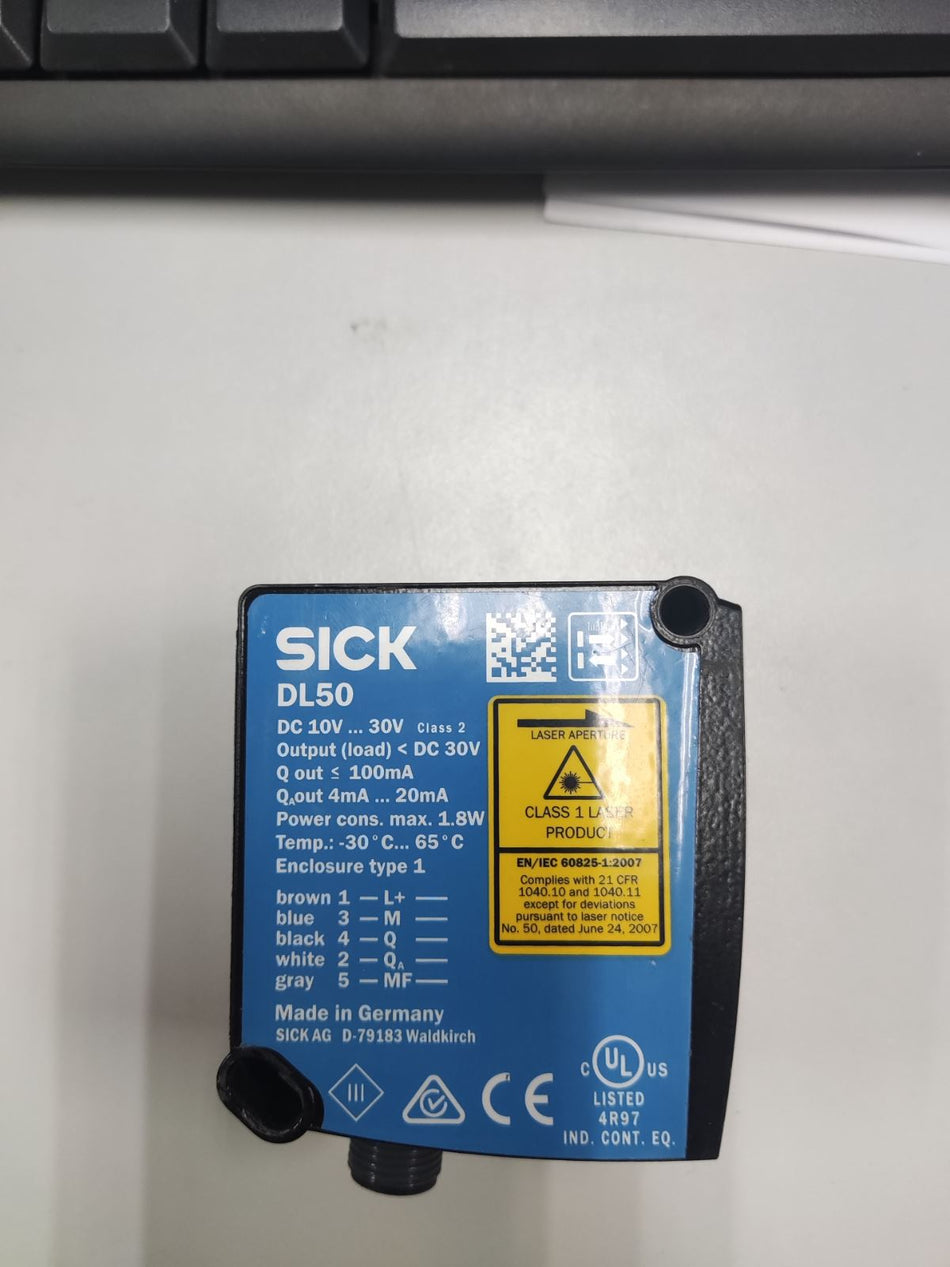 SICK
DL50
DC 10V ... 30V Class 2
Output (load) < DC 30V
Q out ≤ 100mA
QAout 4mA ... 20mA
Power cons. max. 1.8W
Temp.: -30°C... 65°C
Enclosure type 1
brown 1 — L+ —
blue 3 — M —
black 4 — Q —
white 2 — QA —
gray 5 — MF —
Made in Germany
SICK AG D-79183 Waldkirch
LASER APERTURE
CLASS 1 LASER
PRODUCT
EN/IEC 60825-1:2007
Complies with 21 CFR
1040.10 and 1040.11
except for deviations
pursuant to laser notice
No. 50, dated June 24, 2007
III
CE
C UL US
LISTED
4R97
IND. CONT. EQ.